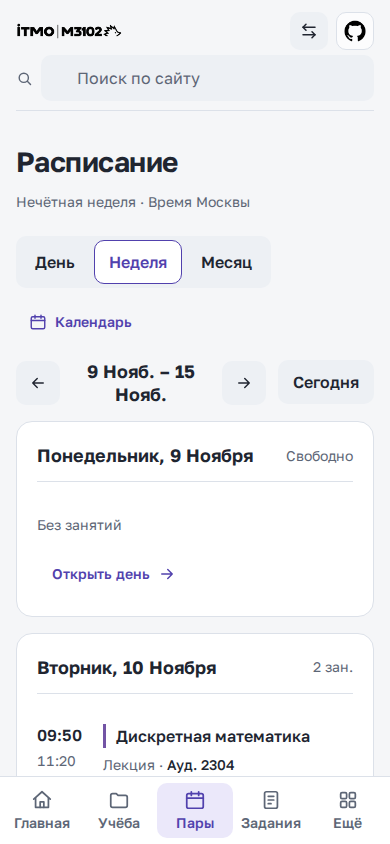 iTMO | M3102
Поиск по сайту
Расписание
Нечётная неделя · Время Москвы
День Неделя Месяц
Календарь
9 Нояб. – 15
Нояб.
Сегодня
Понедельник, 9 Ноября Свободно
Без занятий
Открыть день
Вторник, 10 Ноября 2 зан.
09:50 Дискретная математика
11:20 Лекция · Ауд. 2304
Главная Учёба Пары Задания Ещё